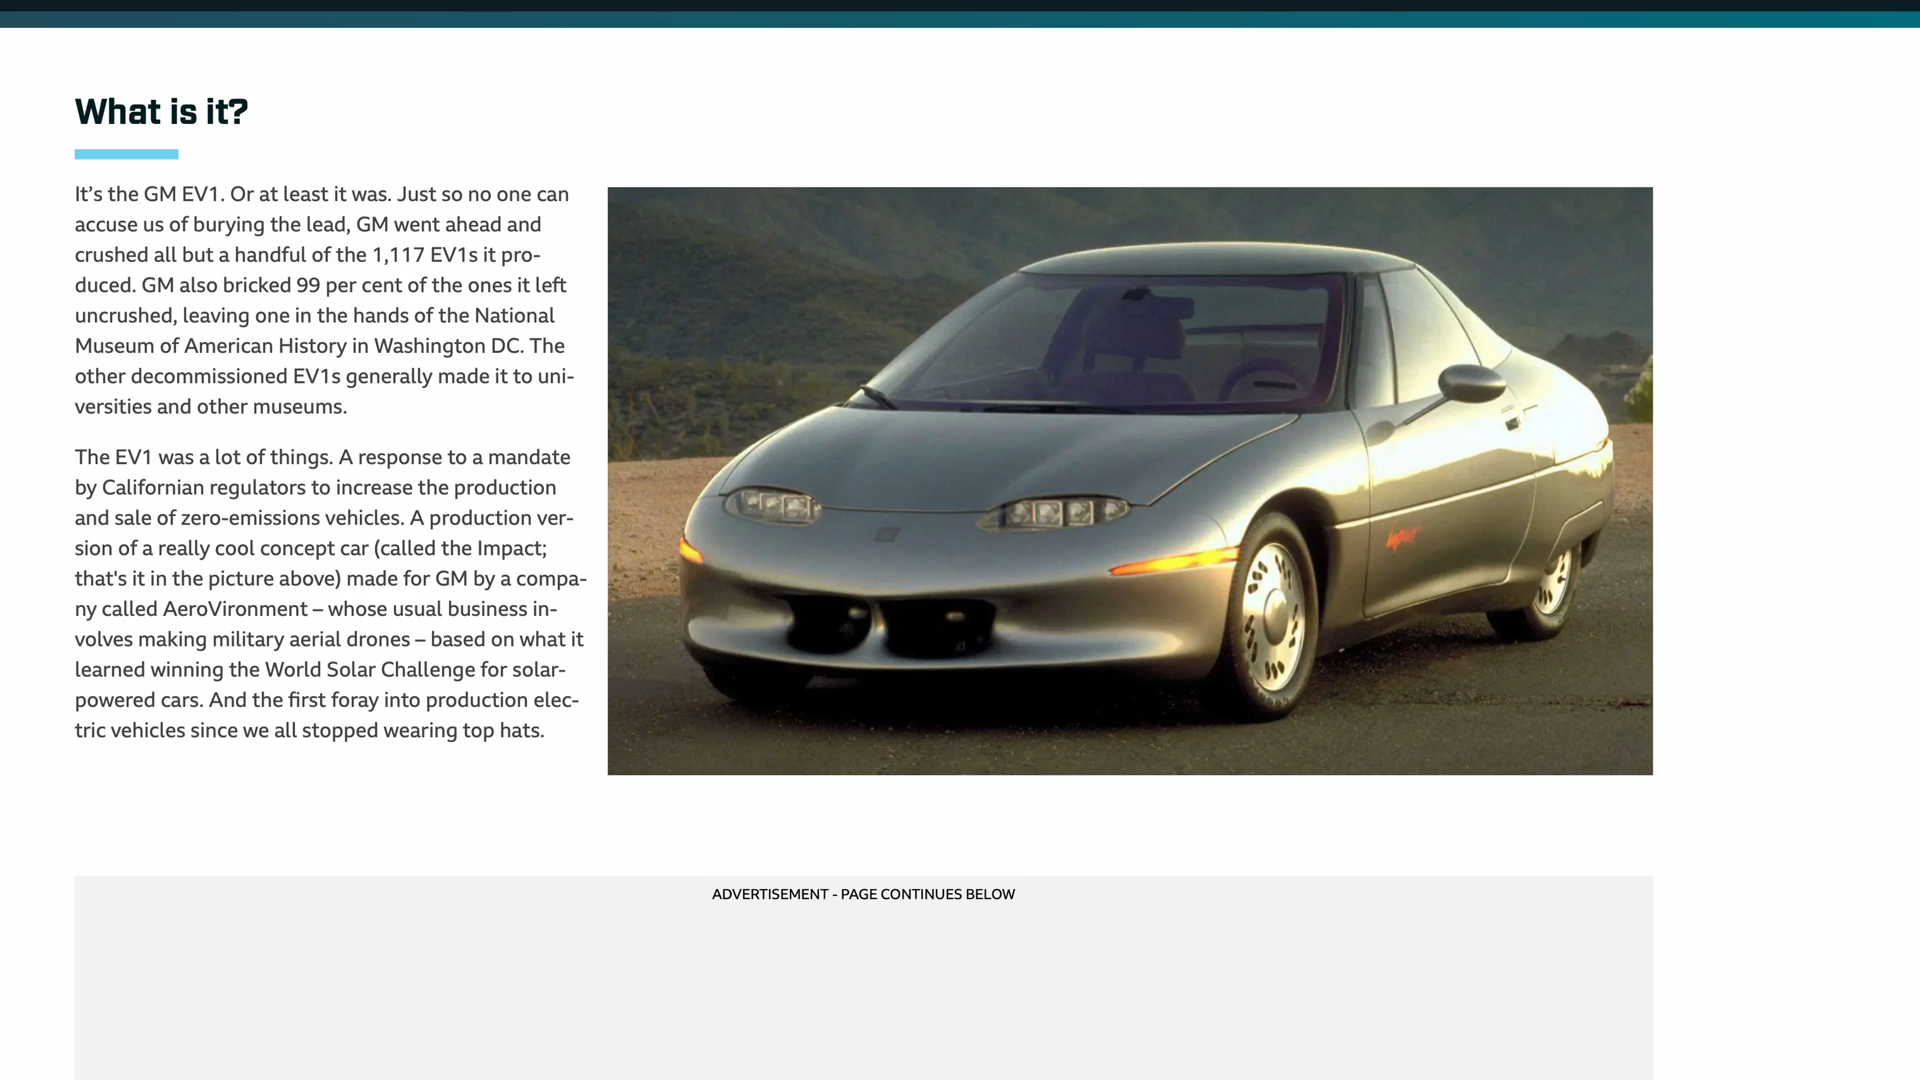 What is it?
It’s the GM EV1. Or at least it was. Just so no one can
accuse us of burying the lead, GM went ahead and
crushed all but a handful of the 1,117 EV1s it pro-
duced. GM also bricked 99 per cent of the ones it left
uncrushed, leaving one in the hands of the National
Museum of American History in Washington DC. The
other decommissioned EV1s generally made it to uni-
versities and other museums.
The EV1 was a lot of things. A response to a mandate
by Californian regulators to increase the production
and sale of zero-emissions vehicles. A production ver-
sion of a really cool concept car (called the Impact;
that's it in the picture above) made for GM by a compa-
ny called AeroVironment – whose usual business in-
volves making military aerial drones – based on what it
learned winning the World Solar Challenge for solar-
powered cars. And the first foray into production elec-
tric vehicles since we all stopped wearing top hats.
ADVERTISEMENT - PAGE CONTINUES BELOW